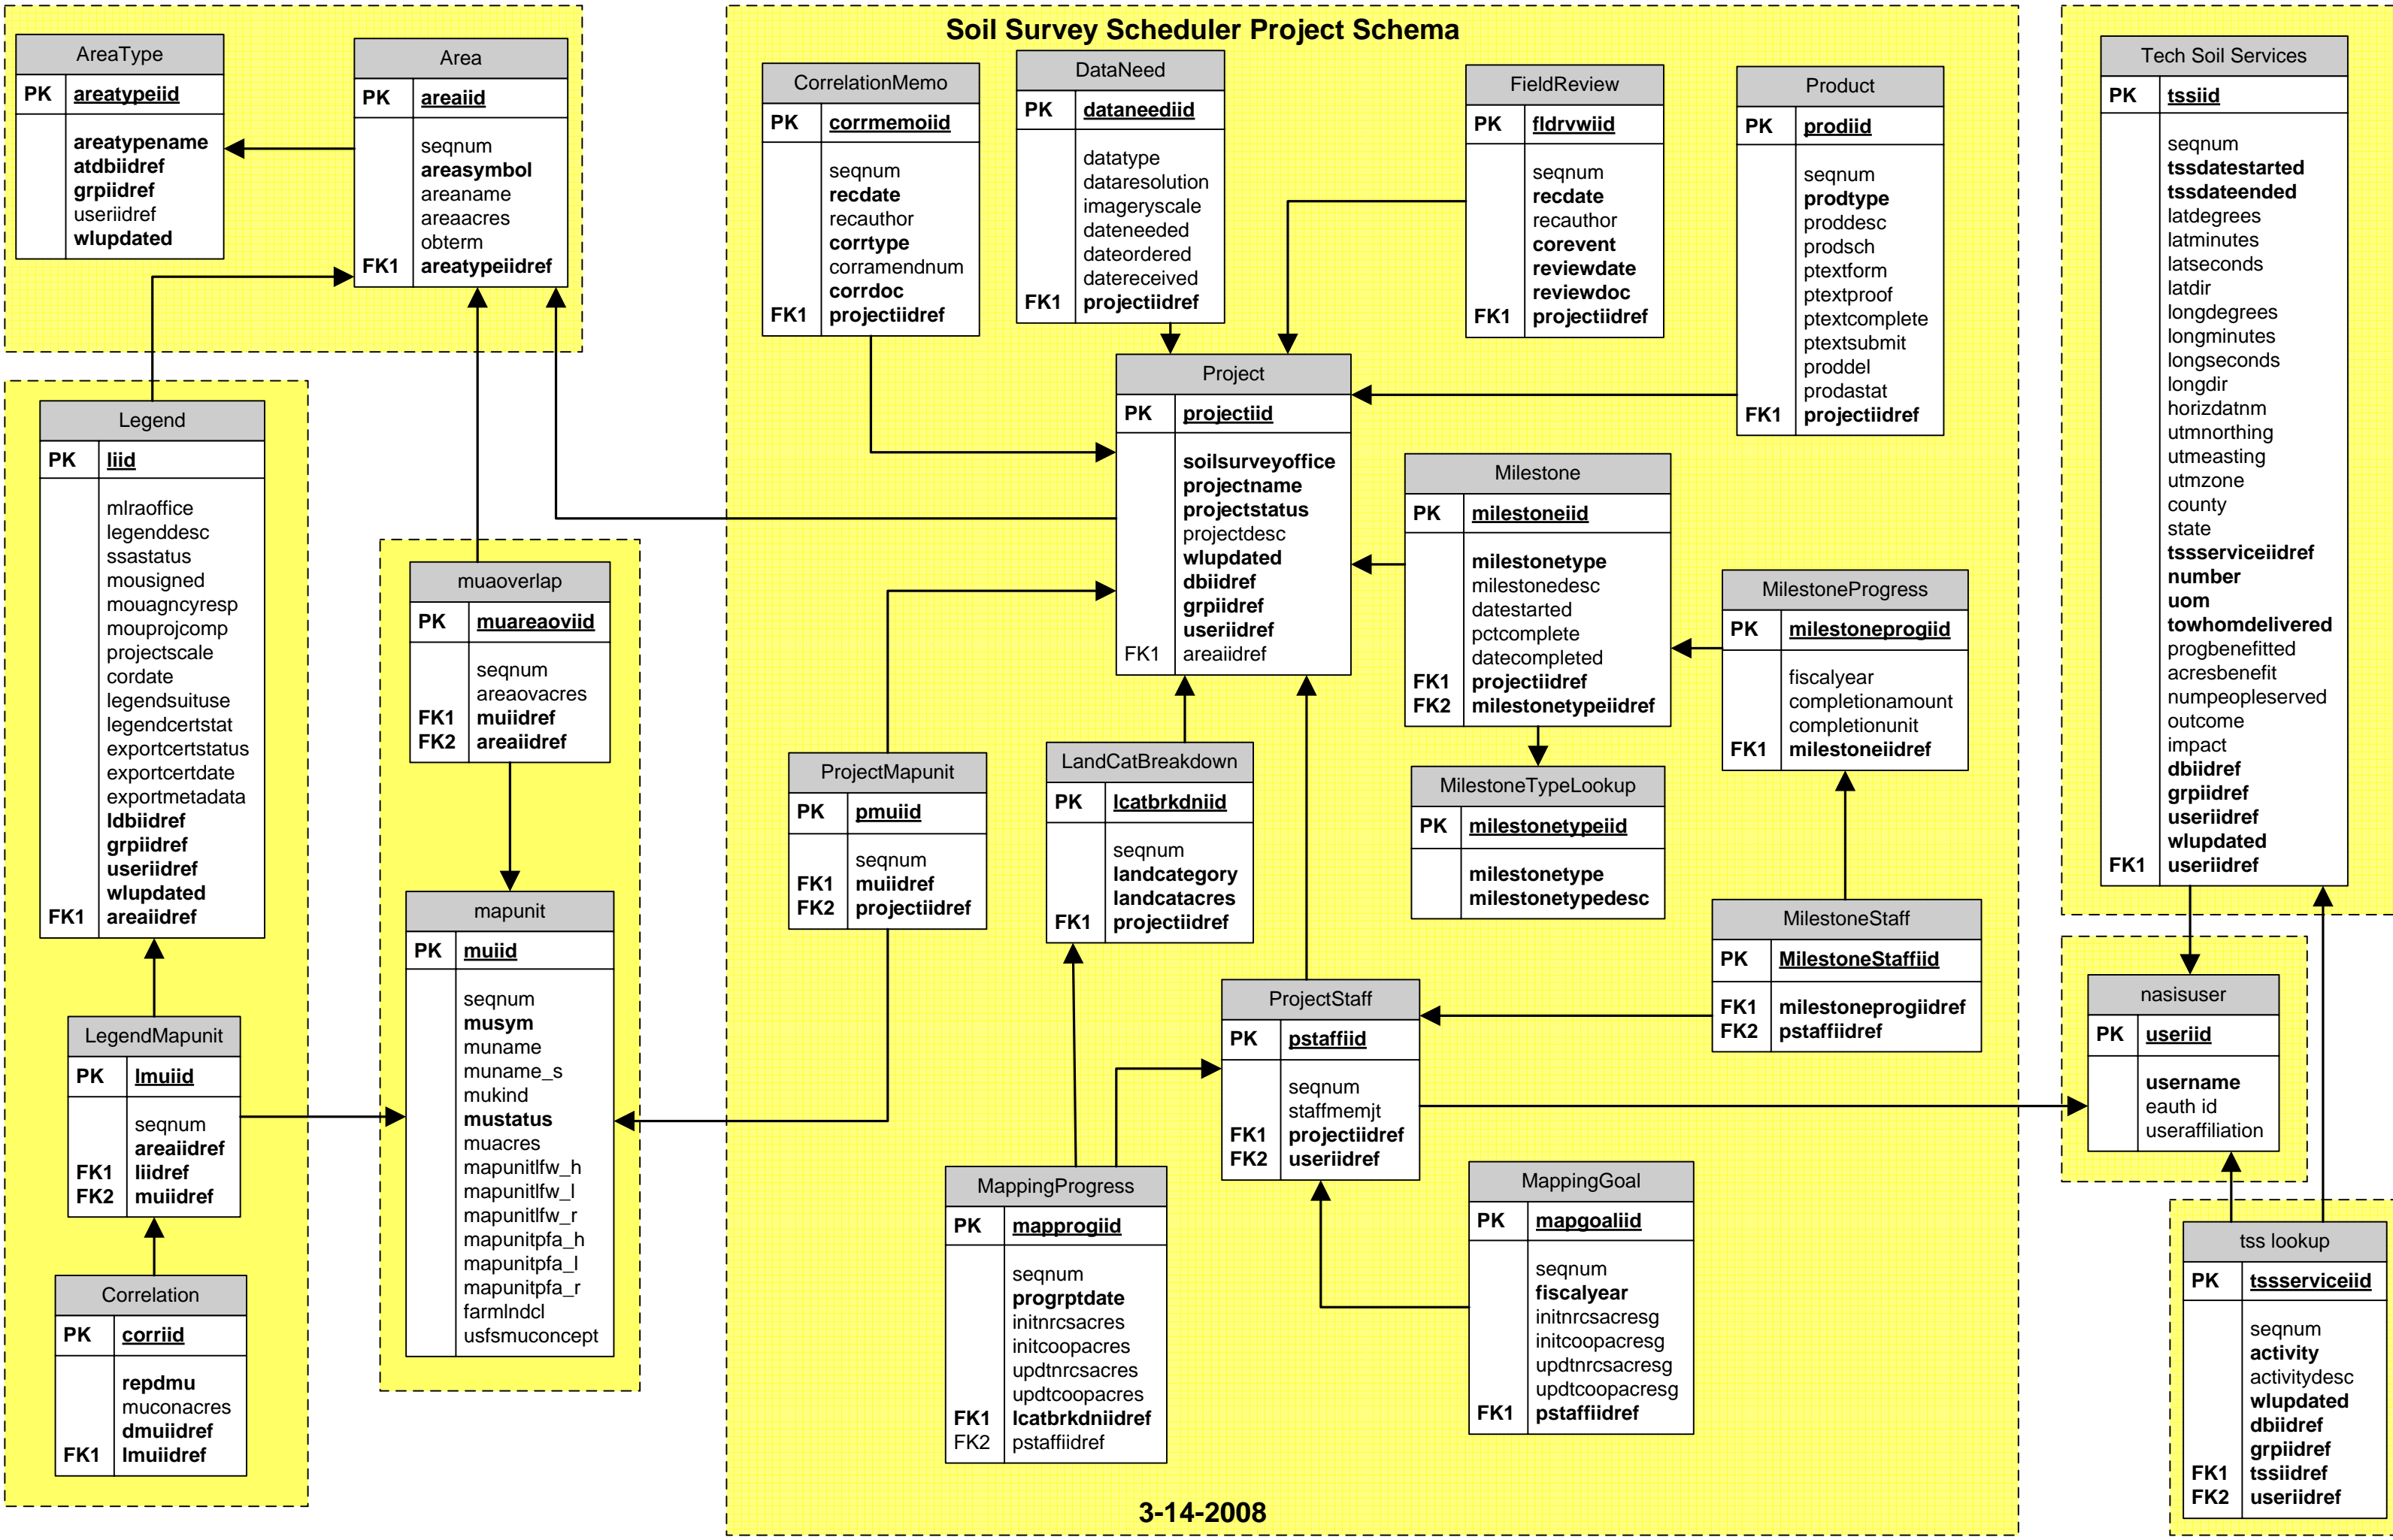 Soil Survey Scheduler Project Schema
AreaType
PK areatypeiid
areatypename
atdbiidref
grpiidref
useriidref
wlupdated
Area
PK areaiid
seqnum
areasymbol
areaname
areaacres
obterm
FK1 areatypeiidref
Legend
PK liid
mlraoffice
legenddesc
ssastatus
mousigned
mouagncyresp
mouprojcomp
projectscale
cordate
legendsuituse
legendcertstat
exportcertstatus
exportcertdate
exportmetadata
ldbiidref
grpiidref
useriidref
wlupdated
FK1 areaiidref
LegendMapunit
PK lmuiid
seqnum
areaiidref
FK1 liidref
FK2 muiidref
Correlation
PK corriid
repdmu
muconacres
dmuiidref
FK1 lmuiidref
muaoverlap
PK muareaoviid
seqnum
areaovacres
FK1 muiidref
FK2 areaiidref
mapunit
PK muiid
seqnum
musym
muname
muname_s
mukind
mustatus
muacres
mapunitlfw_h
mapunitlfw_l
mapunitlfw_r
mapunitpfa_h
mapunitpfa_l
mapunitpfa_r
farmlndcl
usfsmuconcept
CorrelationMemo
PK corrmemoiid
seqnum
recdate
recauthor
corrtype
corramendnum
corrdoc
FK1 projectiidref
DataNeed
PK dataneediid
datatype
dataresolution
imageryscale
dateneeded
dateordered
datereceived
FK1 projectiidref
FieldReview
PK fldrvwiid
seqnum
recdate
recauthor
corevent
reviewdate
reviewdoc
FK1 projectiidref
Product
PK prodiid
seqnum
prodtype
proddesc
prodsch
ptextform
ptextproof
ptextcomplete
ptextsubmit
proddel
prodastat
FK1 projectiidref
Project
PK projectiid
soilsurveyoffice
projectname
projectstatus
projectdesc
wlupdated
dbiidref
grpiidref
useriidref
FK1 areaiidref
Milestone
PK milestoneiid
milestonetype
milestonedesc
datestarted
pctcomplete
datecompleted
FK1 projectiidref
FK2 milestonetypeiidref
MilestoneProgress
PK milestoneprogiid
fiscalyear
completionamount
completionunit
FK1 milestoneiidref
ProjectMapunit
PK pmuiid
seqnum
FK1 muiidref
FK2 projectiidref
LandCatBreakdown
PK lcatbrkdniid
seqnum
landcategory
landcatacres
FK1 projectiidref
MilestoneTypeLookup
PK milestonetypeiid
milestonetype
milestonetypedesc
MilestoneStaff
PK MilestoneStaffiid
FK1 milestoneprogiidref
FK2 pstaffiidref
ProjectStaff
PK pstaffiid
seqnum
staffmemjt
FK1 projectiidref
FK2 useriidref
MappingProgress
PK mapprogiid
seqnum
progrptdate
initnrcsacres
initcoopacres
updtnrcsacres
updtcoopacres
FK1 lcatbrkdniidref
FK2 pstaffiidref
MappingGoal
PK mapgoaliid
seqnum
fiscalyear
initnrcsacresg
initcoopacresg
updtnrcsacresg
updtcoopacresg
FK1 pstaffiidref
3-14-2008
Tech Soil Services
PK tssiid
seqnum
tssdatestarted
tssdateended
latdegrees
latminutes
latseconds
latdir
longdegrees
longminutes
longseconds
longdir
horizdatnm
utmnorthing
utmeasting
utmzone
county
state
tssserviceiidref
number
uom
towhomdelivered
progbenefitted
acresbenefit
numpeopleserved
outcome
impact
dbiidref
grpiidref
useriidref
wlupdated
FK1 useriidref
nasisuser
PK useriid
username
eauth id
useraffiliation
tss lookup
PK tssserviceiid
seqnum
activity
activitydesc
wlupdated
dbiidref
grpiidref
FK1 tssiidref
FK2 useriidref